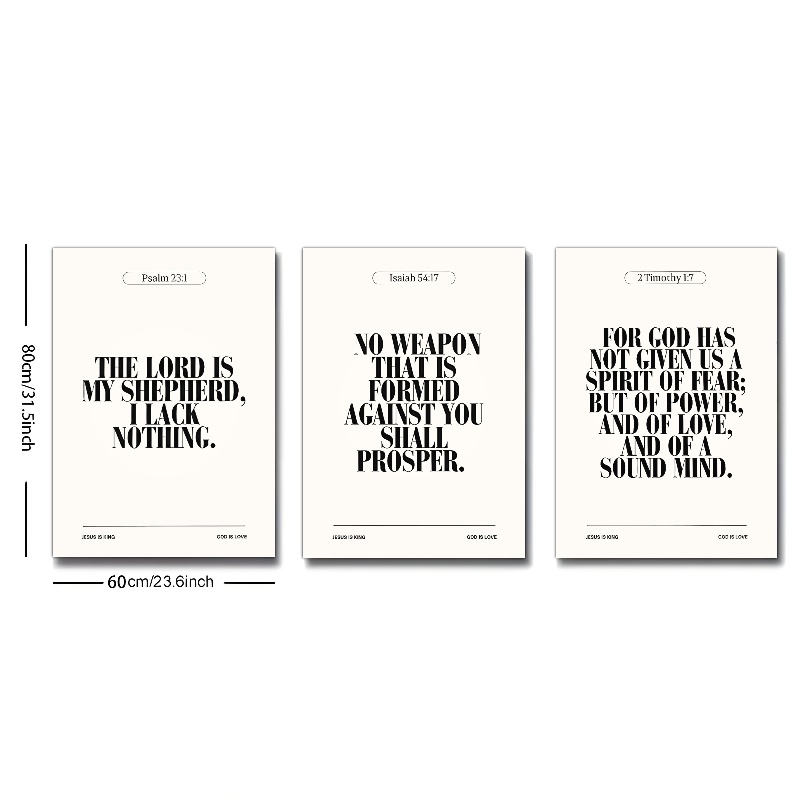 80cm/31.5inch
Psalm 23:1
THE LORD IS
MY SHEPHERD,
I LACK
NOTHING.
JESUS IS KING
GOD IS LOVE
60cm/23.6inch
Isaiah 54:17
NO WEAPON
THAT IS
FORMED
AGAINST YOU
SHALL
PROSPER.
JESUS IS KING
GOD IS LOVE
2 Timothy 1:7
FOR GOD HAS
NOT GIVEN US A
SPIRIT OF FEAR;
BUT OF POWER,
AND OF LOVE,
AND OF A
SOUND MIND.
JESUS IS KING
GOD IS LOVE